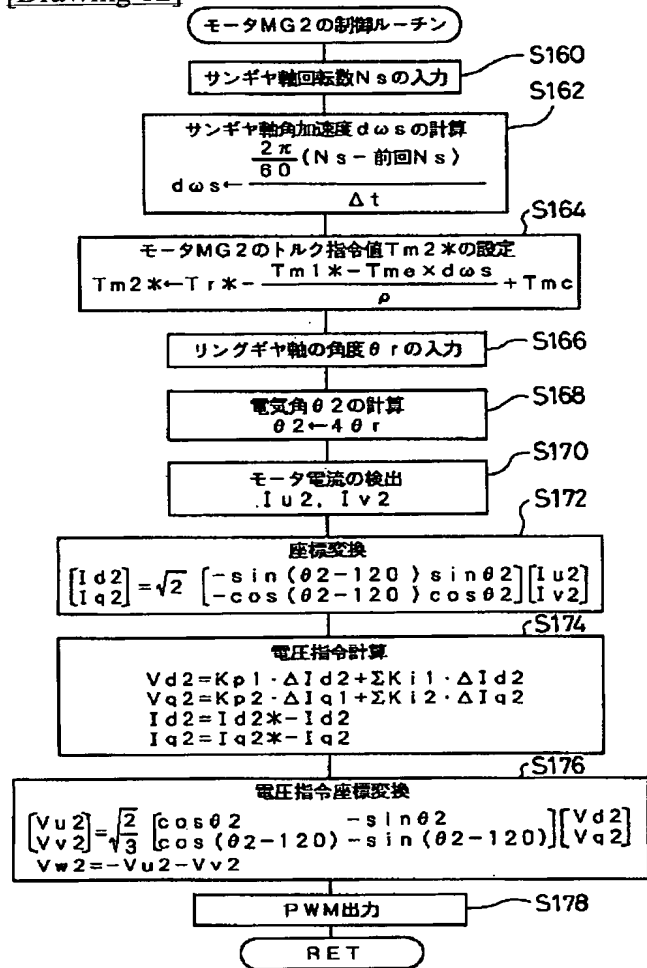 [Drawing 12]
モータMG2の制御ルーチン
S160
サンギヤ軸回転数Nsの入力
S162
サンギヤ軸角加速度dωsの計算
dωs← 2π/60 (Ns－前回Ns) / Δt
S164
モータMG2のトルク指令値Tm2*の設定
Tm2*←Tr*－ Tm1*－Tme×dωs / ρ ＋Tmc
リングギヤ軸の角度θrの入力
S166
電気角θ2の計算
S168
θ2←4θr
S170
モータ電流の検出
Iu2, Iv2
S172
座標変換
[Id2] =√2 [-sin(θ2-120) sinθ2] [Iu2]
[Iq2] [-cos(θ2-120) cosθ2] [Iv2]
S174
電圧指令計算
Vd2=Kp1・ΔId2+ΣKi1・ΔId2
Vq2=Kp2・ΔIq1+ΣKi2・ΔIq2
Id2=Id2*-Id2
Iq2=Iq2*-Iq2
S176
電圧指令座標変換
[Vu2] =√2/3 [cosθ2 -sinθ2] [Vd2]
[Vv2] [cos(θ2-120) -sin(θ2-120)] [Vq2]
Vw2=-Vu2-Vv2
PWM出力
S178
RET